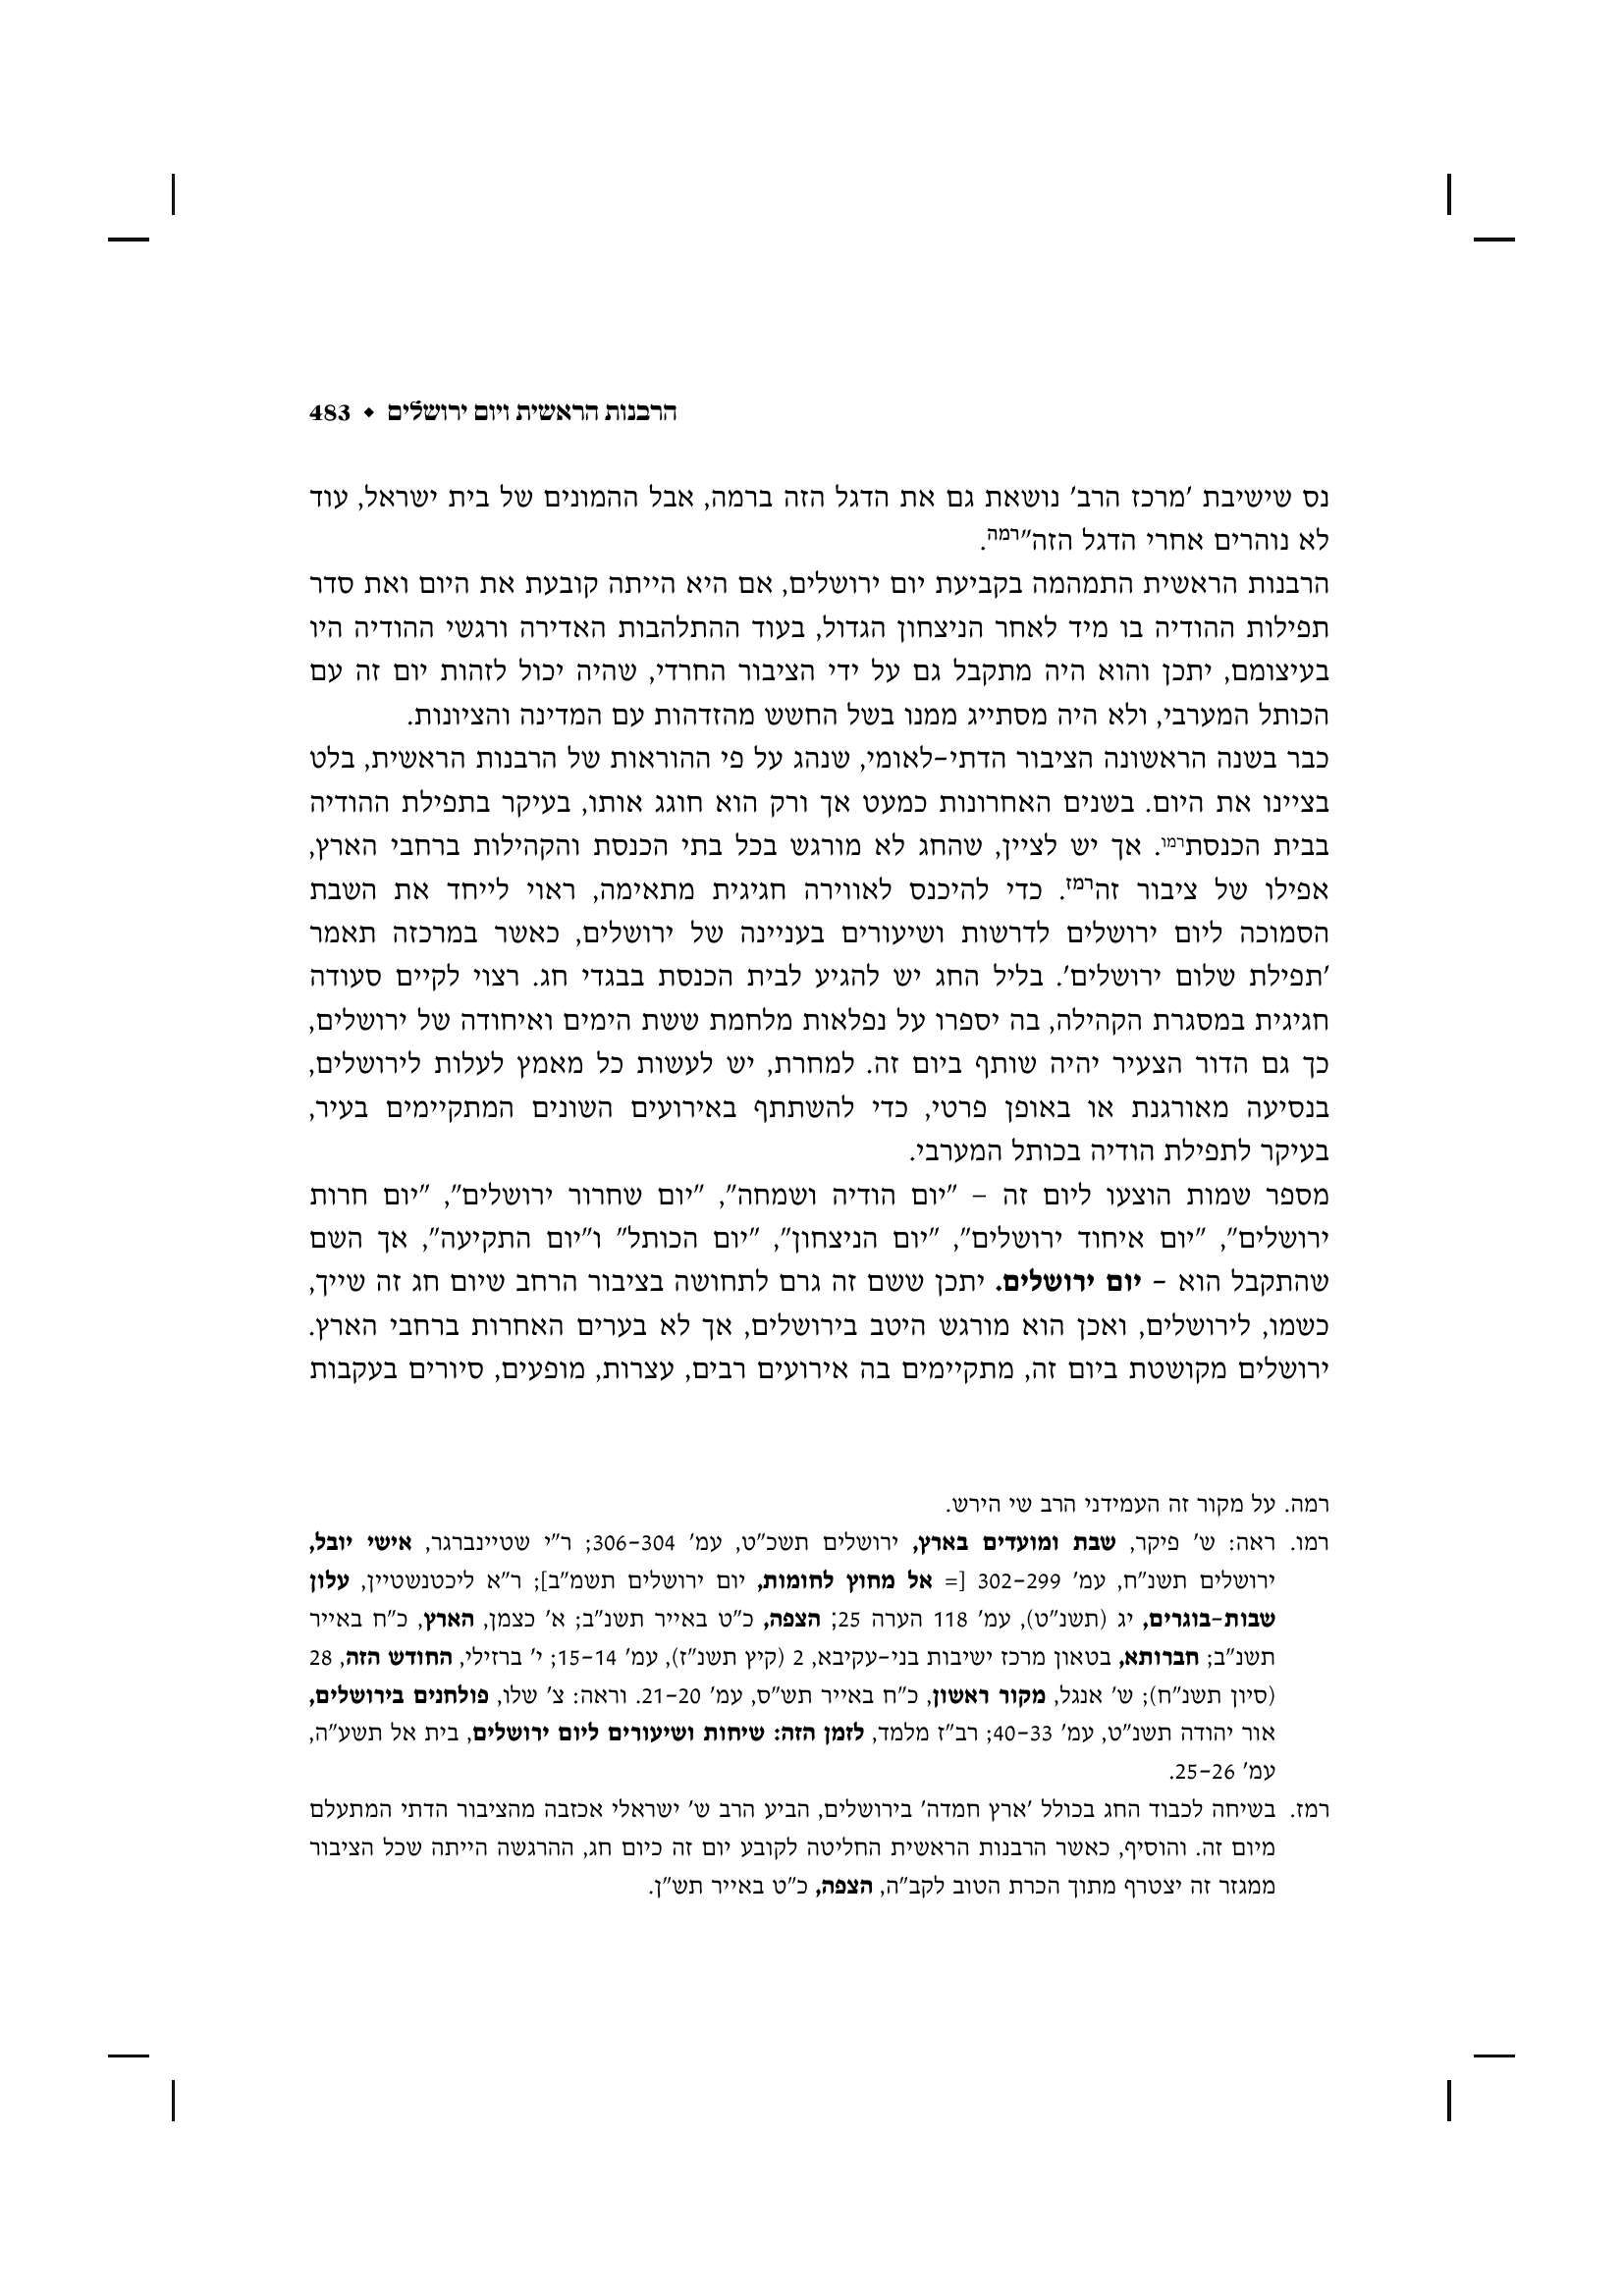 הרבנות הראשית ויום ירושלים ◆ 483
נס שישיבת 'מרכז הרב' נושאת גם את הדגל הזה ברמה, אבל ההמונים של בית ישראל, עוד
לא נוהרים אחרי הדגל הזה"רמה.
הרבנות הראשית התמהמה בקביעת יום ירושלים, אם היא הייתה קובעת את היום ואת סדר
תפילות ההודיה בו מיד לאחר הניצחון הגדול, בעוד ההתלהבות האדירה ורגשי ההודיה היו
בעיצומם, יתכן והוא היה מתקבל גם על ידי הציבור החרדי, שהיה יכול לזהות יום זה עם
הכותל המערבי, ולא היה מסתייג ממנו בשל החשש מהזדהות עם המדינה והציונות.
כבר בשנה הראשונה הציבור הדתי-לאומי, שנהג על פי ההוראות של הרבנות הראשית, בלט
בציינו את היום. בשנים האחרונות כמעט אך ורק הוא חוגג אותו, בעיקר בתפילת ההודיה
בבית הכנסתרמו. אך יש לציין, שהחג לא מורגש בכל בתי הכנסת והקהילות ברחבי הארץ,
אפילו של ציבור זהרמז. כדי להיכנס לאווירה חגיגית מתאימה, ראוי לייחד את השבת
הסמוכה ליום ירושלים לדרשות ושיעורים בעניינה של ירושלים, כאשר במרכזה תאמר
'תפילת שלום ירושלים'. בליל החג יש להגיע לבית הכנסת בבגדי חג. רצוי לקיים סעודה
חגיגית במסגרת הקהילה, בה יספרו על נפלאות מלחמת ששת הימים ואיחודה של ירושלים,
כך גם הדור הצעיר יהיה שותף ביום זה. למחרת, יש לעשות כל מאמץ לעלות לירושלים,
בנסיעה מאורגנת או באופן פרטי, כדי להשתתף באירועים השונים המתקיימים בעיר,
בעיקר לתפילת הודיה בכותל המערבי.
מספר שמות הוצעו ליום זה – "יום הודיה ושמחה", "יום שחרור ירושלים", "יום חרות
ירושלים", "יום איחוד ירושלים", "יום הניצחון", "יום הכותל" ו"יום התקיעה", אך השם
שהתקבל הוא - יום ירושלים. יתכן ששם זה גרם לתחושה בציבור הרחב שיום חג זה שייך,
כשמו, לירושלים, ואכן הוא מורגש היטב בירושלים, אך לא בערים האחרות ברחבי הארץ.
ירושלים מקושטת ביום זה, מתקיימים בה אירועים רבים, עצרות, מופעים, סיורים בעקבות
רמה. על מקור זה העמידני הרב שי הירש.
רמו. ראה: ש' פיקר, שבת ומועדים בארץ, ירושלים תשכ"ט, עמ' 304-306; ר"י שטיינברגר, אישי יובל,
ירושלים תשנ"ח, עמ' 299-302 [= אל מחוץ לחומות, יום ירושלים תשמ"ב]; ר"א ליכטנשטיין, עלון
שבות-בוגרים, יג (תשנ"ט), עמ' 118 הערה 25; הצפה, כ"ט באייר תשנ"ב; א' כצמן, הארץ, כ"ח באייר
תשנ"ב; חברותא, בטאון מרכז ישיבות בני-עקיבא, 2 (קיץ תשנ"ז), עמ' 14-15; י' ברזילי, החודש הזה, 28
(סיון תשנ"ח); ש' אנגל, מקור ראשון, כ"ח באייר תש"ס, עמ' 20-21. וראה: צ' שלו, פולחנים בירושלים,
אור יהודה תשנ"ט, עמ' 33-40; רב"ז מלמד, לזמן הזה: שיחות ושיעורים ליום ירושלים, בית אל תשע"ה,
עמ' 26-25.
רמז. בשיחה לכבוד החג בכולל 'ארץ חמדה' בירושלים, הביע הרב ש' ישראלי אכזבה מהציבור הדתי המתעלם
מיום זה. והוסיף, כאשר הרבנות הראשית החליטה לקובע יום זה כיום חג, ההרגשה הייתה שכל הציבור
ממגזר זה יצטרף מתוך הכרת הטוב לקב"ה, הצפה, כ"ט באייר תש"ן.